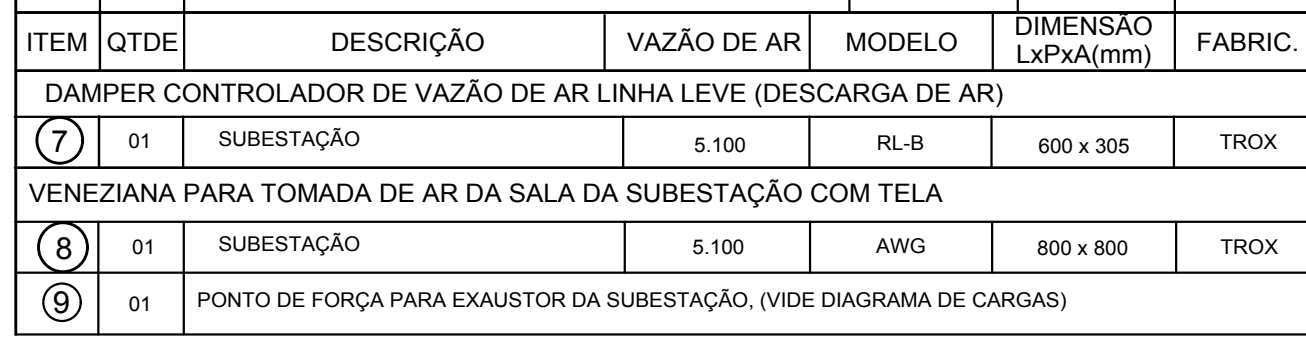 ITEM QTDE DESCRIÇÃO VAZÃO DE AR MODELO DIMENSÃO LxPxA(mm) FABRIC.
DAMPER CONTROLADOR DE VAZÃO DE AR LINHA LEVE (DESCARGA DE AR)
7 01 SUBESTAÇÃO 5.100 RL-B 600 x 305 TROX
VENEZIANA PARA TOMADA DE AR DA SALA DA SUBESTAÇÃO COM TELA
8 01 SUBESTAÇÃO 5.100 AWG 800 x 800 TROX
9 01 PONTO DE FORÇA PARA EXAUSTOR DA SUBESTAÇÃO, (VIDE DIAGRAMA DE CARGAS)